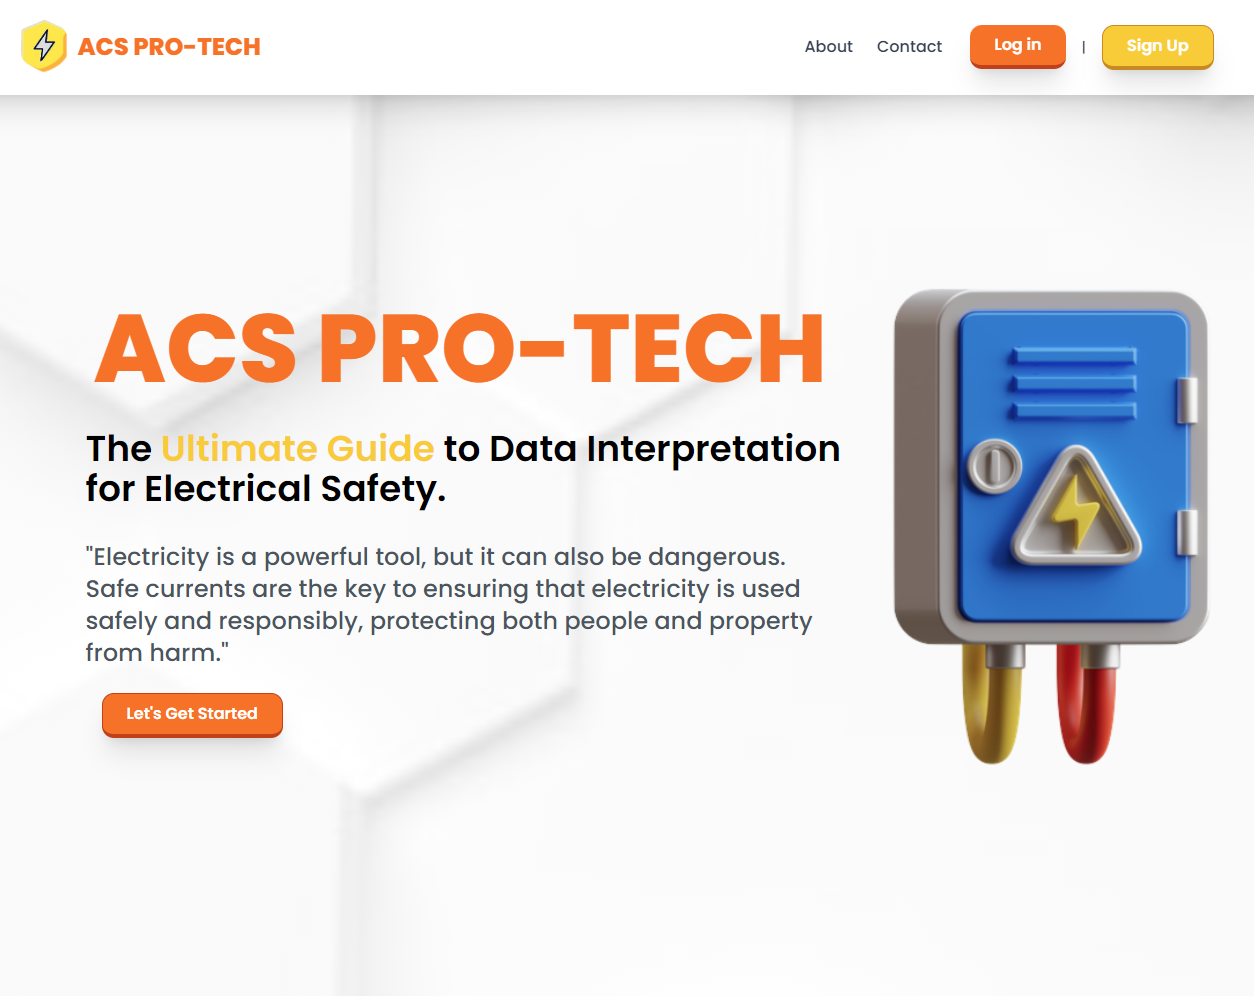 ACS PRO-TECH
About
Contact
Log in
|
Sign Up
ACS PRO-TECH
The Ultimate Guide to Data Interpretation
for Electrical Safety.
"Electricity is a powerful tool, but it can also be dangerous.
Safe currents are the key to ensuring that electricity is used
safely and responsibly, protecting both people and property
from harm."
Let's Get Started